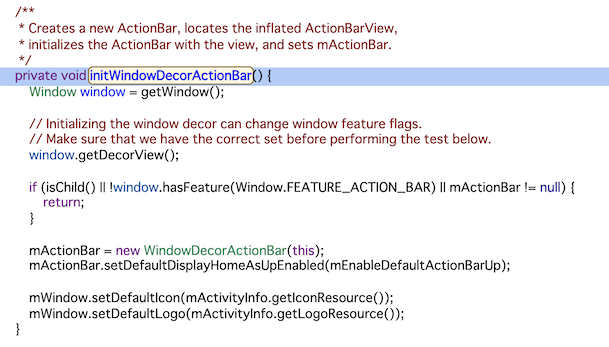 /**
* Creates a new ActionBar, locates the inflated ActionBarView,
* initializes the ActionBar with the view, and sets mActionBar.
*/
private void initWindowDecorActionBar() {
Window window = getWindow();
// Initializing the window decor can change window feature flags.
// Make sure that we have the correct set before performing the test below.
window.getDecorView();
if (isChild() || !window.hasFeature(Window.FEATURE_ACTION_BAR) || mActionBar != null) {
return;
}
mActionBar = new WindowDecorActionBar(this);
mActionBar.setDefaultDisplayHomeAsUpEnabled(mEnableDefaultActionBarUp);
mWindow.setDefaultIcon(mActivityInfo.getIconResource());
mWindow.setDefaultLogo(mActivityInfo.getLogoResource());
}